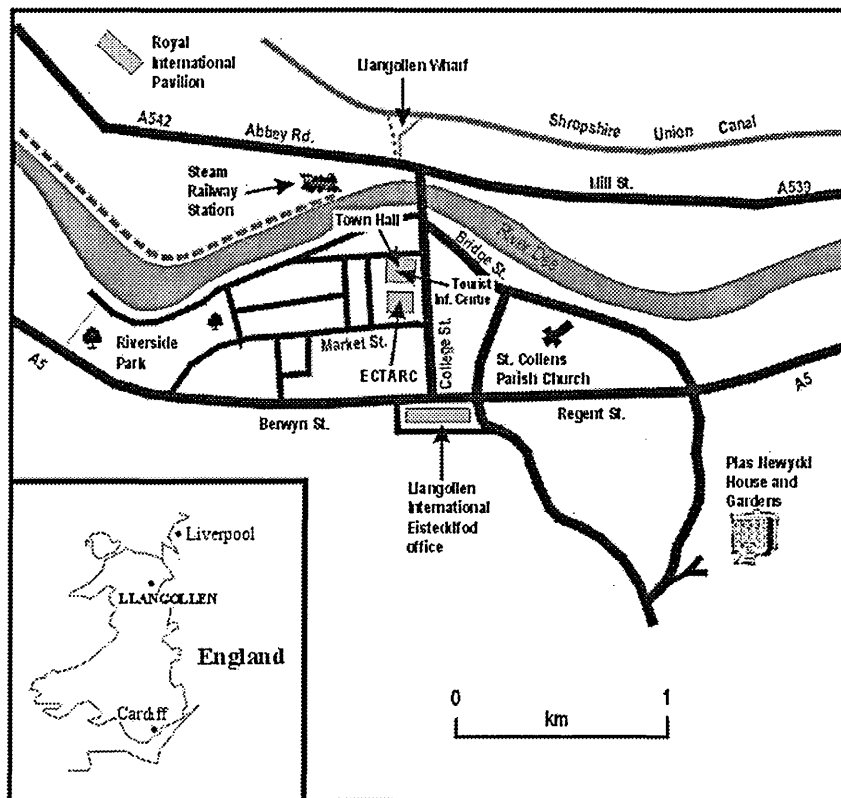 Royal
International
Pavilion
Llangollen Wharf
A542
Abbey Rd.
Shropshire Union Canal
Steam
Railway
Station
Mill St.
A539
Town Hall
Bridge St.
River Dee
Tourist
Inf. Centre
Riverside
Park
Market St.
College St.
St. Collens
Parish Church
A5
ECTARC
A5
Berwyn St.
Regent St.
Llangollen
International
Eisteddfod
office
Plas Newydd
House and
Gardens
Liverpool
LLANGOLLEN
England
Cardiff
0 1
km